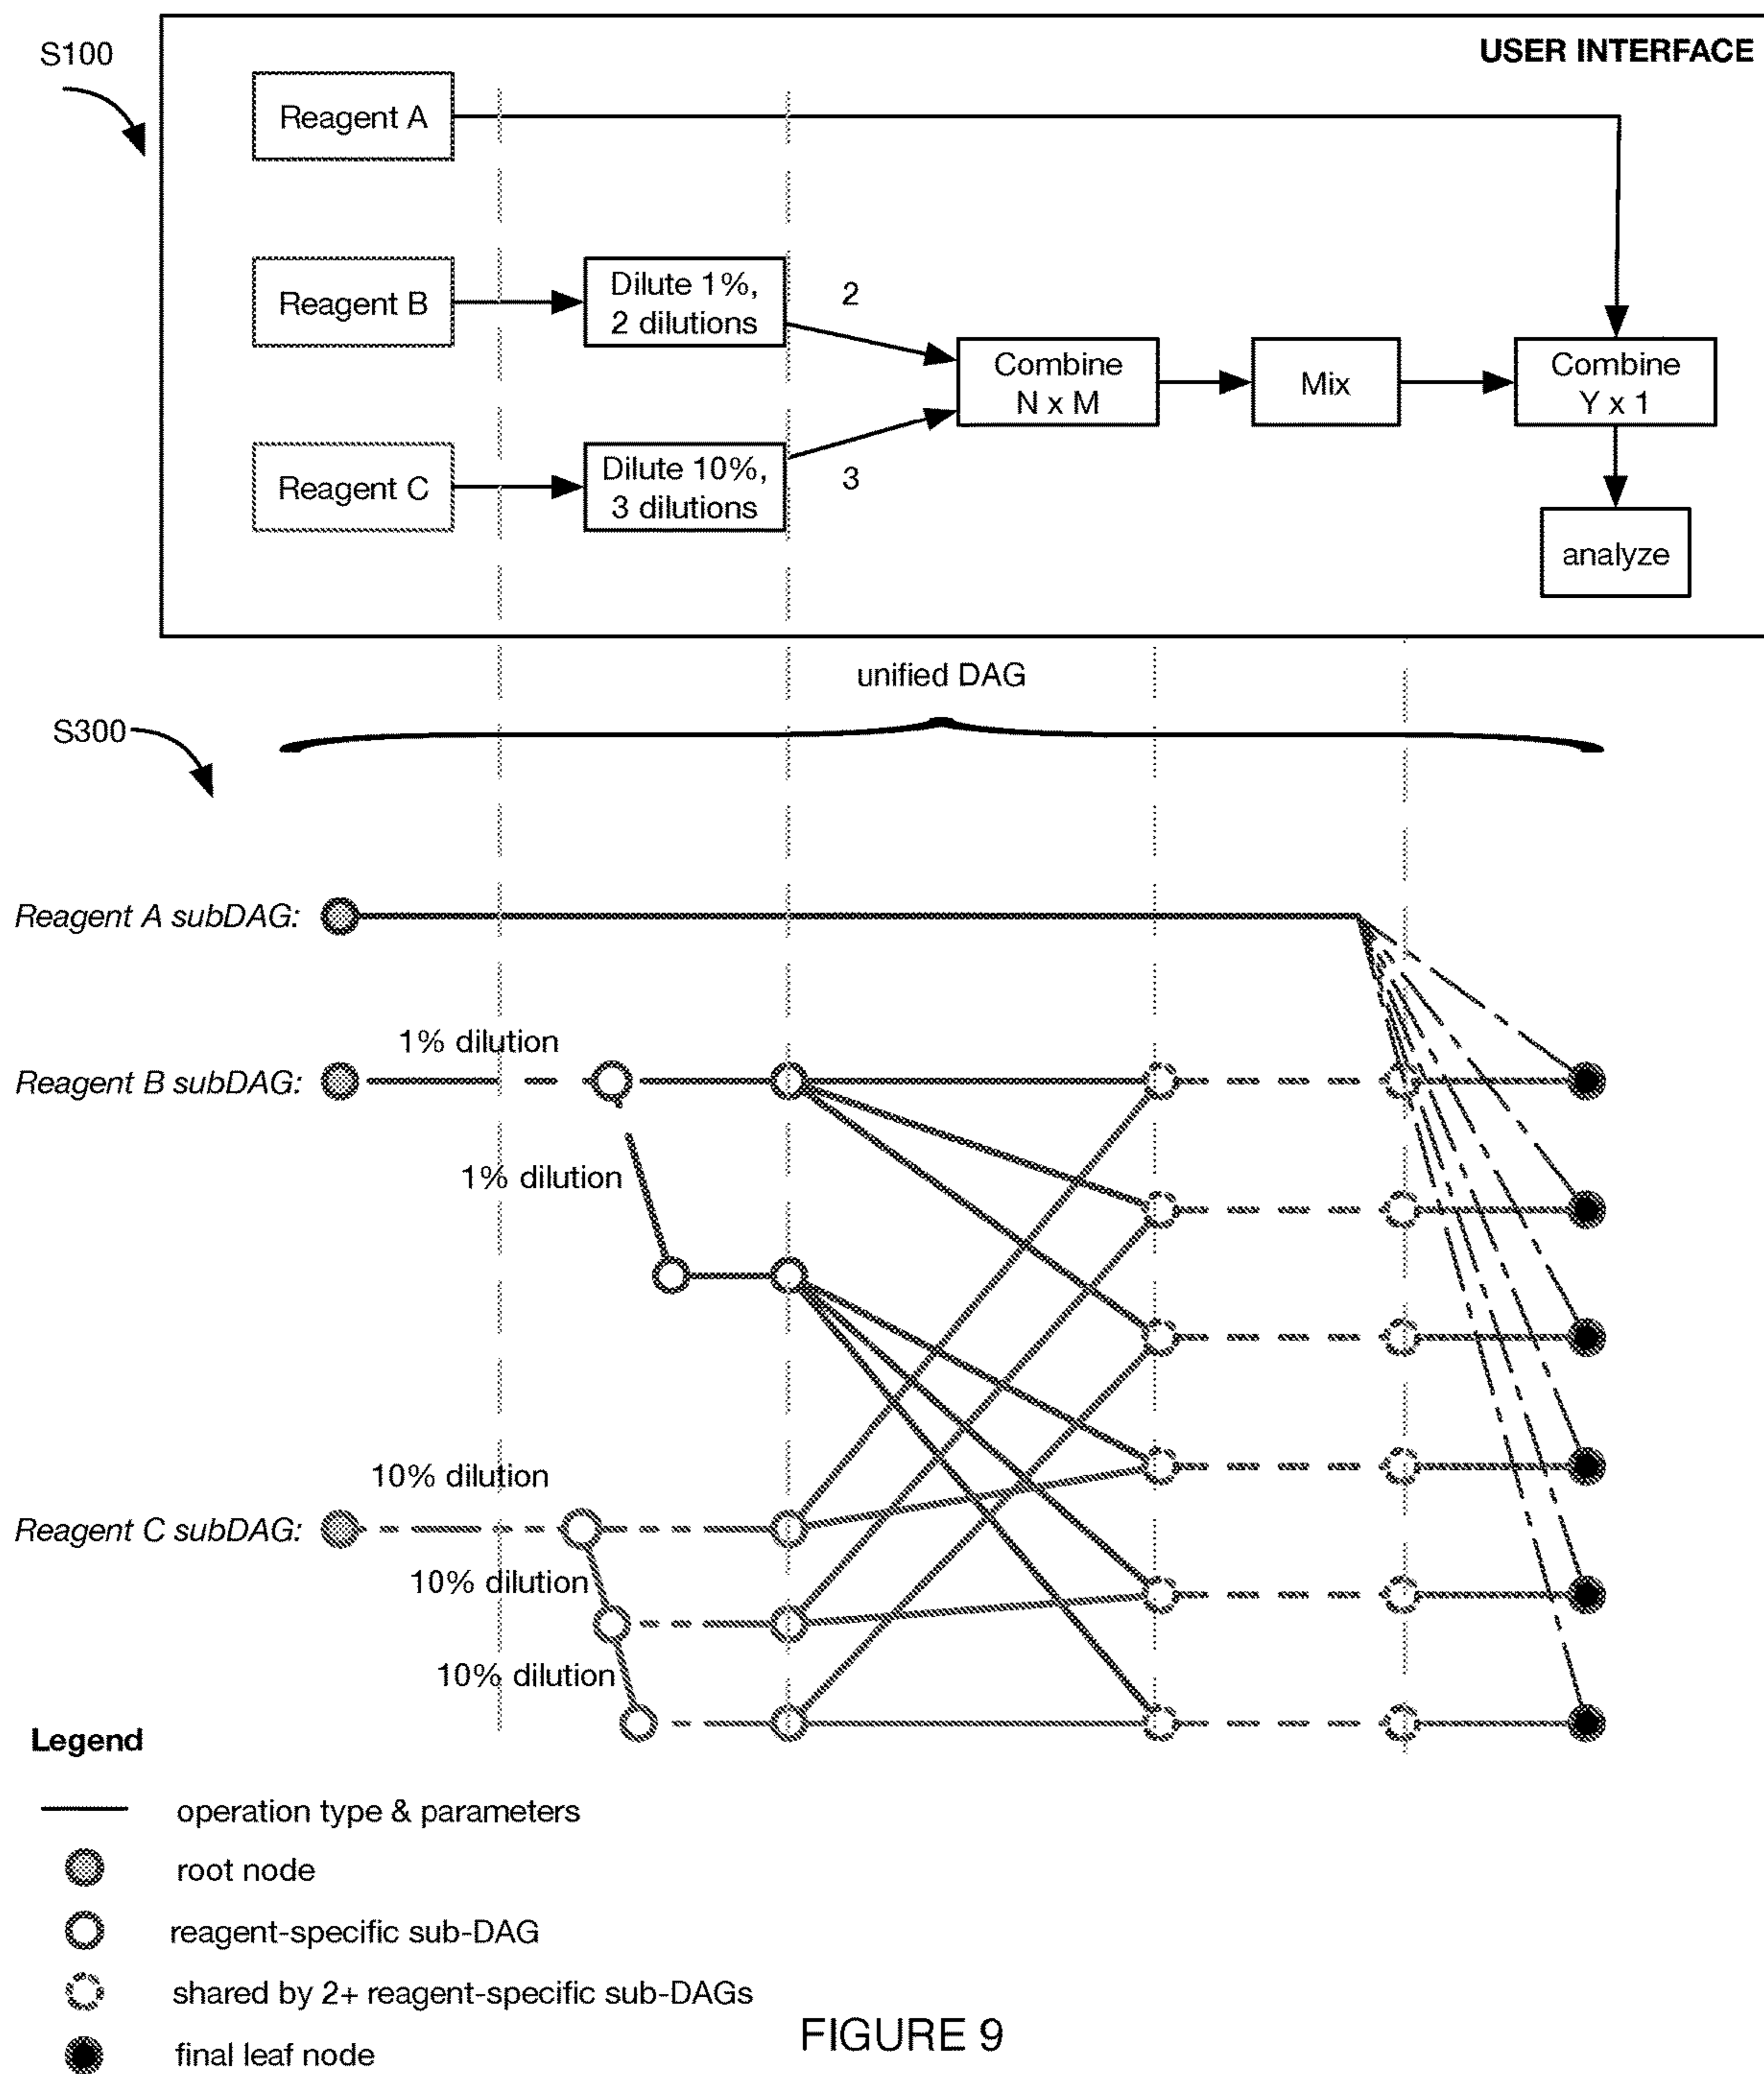 S100
USER INTERFACE
Reagent A
Reagent B
Dilute 1%,
2 dilutions
2
Combine
N x M
Mix
Combine
Y x 1
Reagent C
Dilute 10%,
3 dilutions
3
analyze
unified DAG
S300
Reagent A subDAG:
1% dilution
Reagent B subDAG:
1% dilution
10% dilution
Reagent C subDAG:
10% dilution
10% dilution
Legend
operation type & parameters
root node
reagent-specific sub-DAG
shared by 2+ reagent-specific sub-DAGs
final leaf node
FIGURE 9